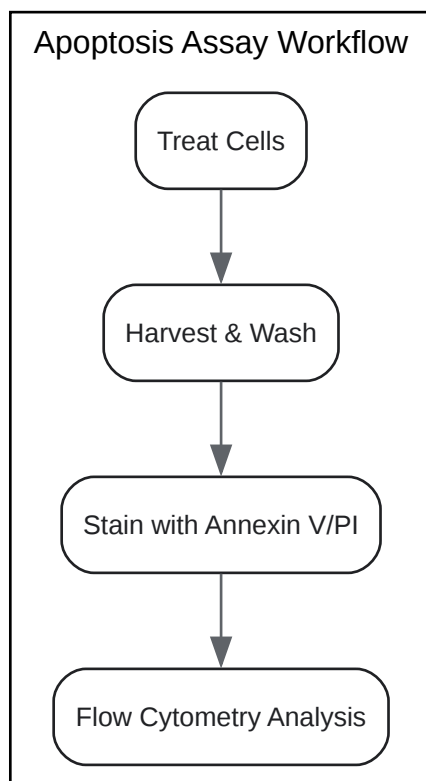 Apoptosis Assay Workflow
Treat Cells
Harvest & Wash
Stain with Annexin V/PI
Flow Cytometry Analysis